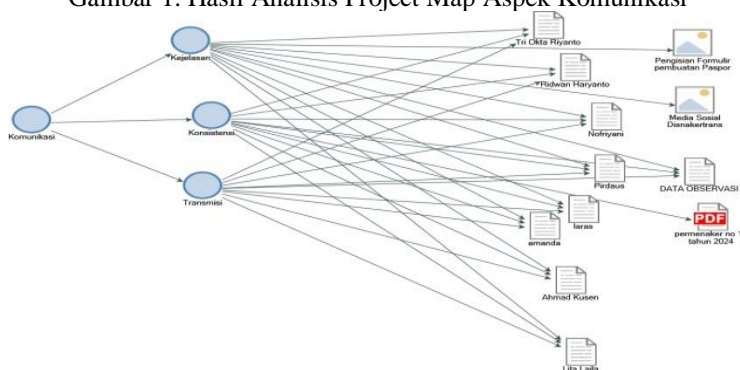 Gambar 1. Hasil Analisis Project Map Aspek Komunikasi
Kejelasan
Tri Okta Riyanto
Pengisian Formulir
pembuatan Paspor
Ridwan Haryanto
Komunikasi
Konsistensi
Nofriyani
Media Sosial
Disnakertrans
Transmisi
Pirdaus
DATA OBSERVASI
laras
amanda
PDF
permenaker no 1
tahun 2024
Ahmad Kusen
Lita Laila